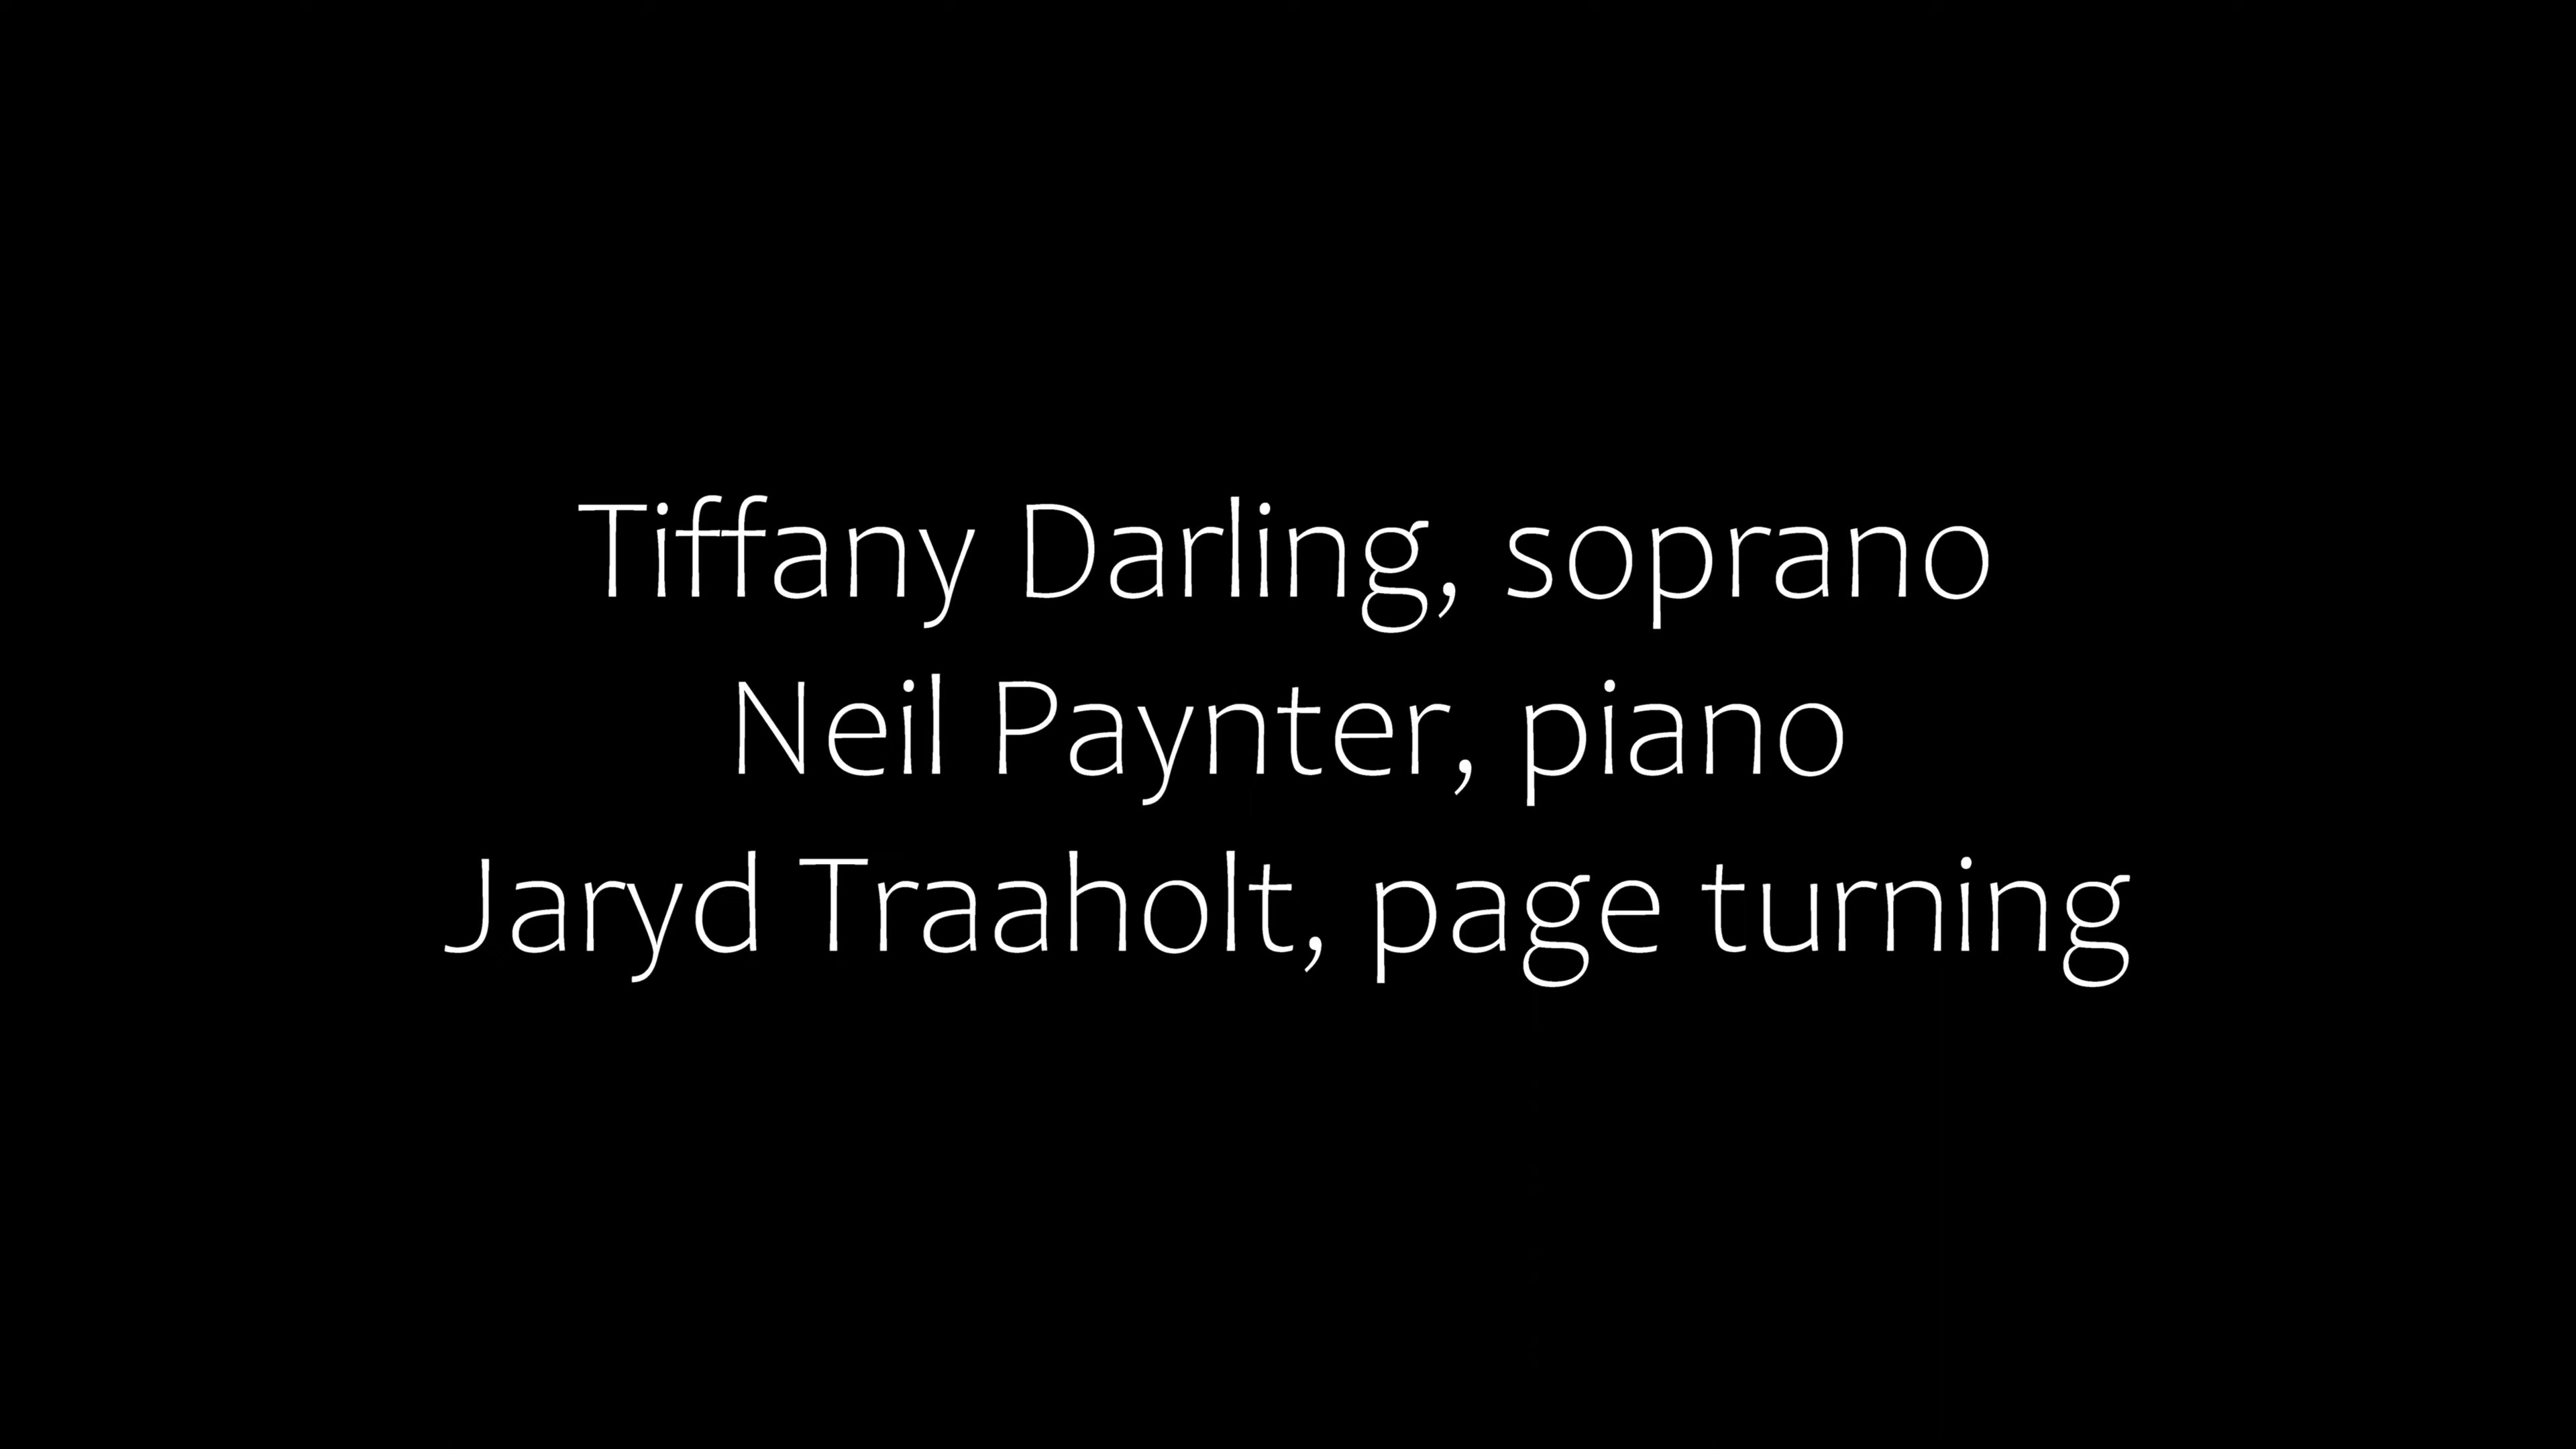 Tiffany Darling, soprano
Neil Paynter, piano
Jaryd Traaholt, page turning